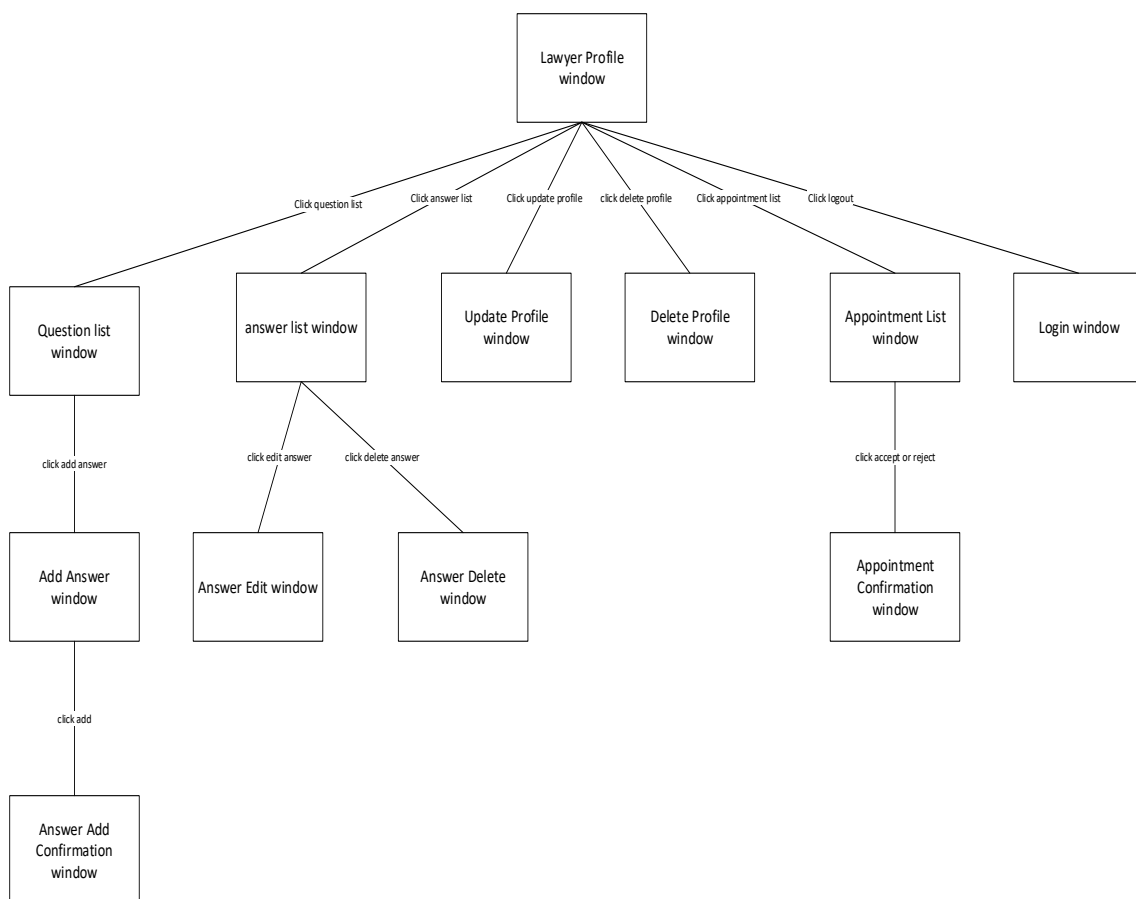 Lawyer Profile
window
Click question list
Click answer list
Click update profile
click delete profile
Click appointment list
Click logout
Question list
window
answer list window
Update Profile
window
Delete Profile
window
Appointment List
window
Login window
click add answer
click edit answer
click delete answer
click accept or reject
Add Answer
window
Answer Edit window
Answer Delete
window
Appointment
Confirmation
window
click add
Answer Add
Confirmation
window